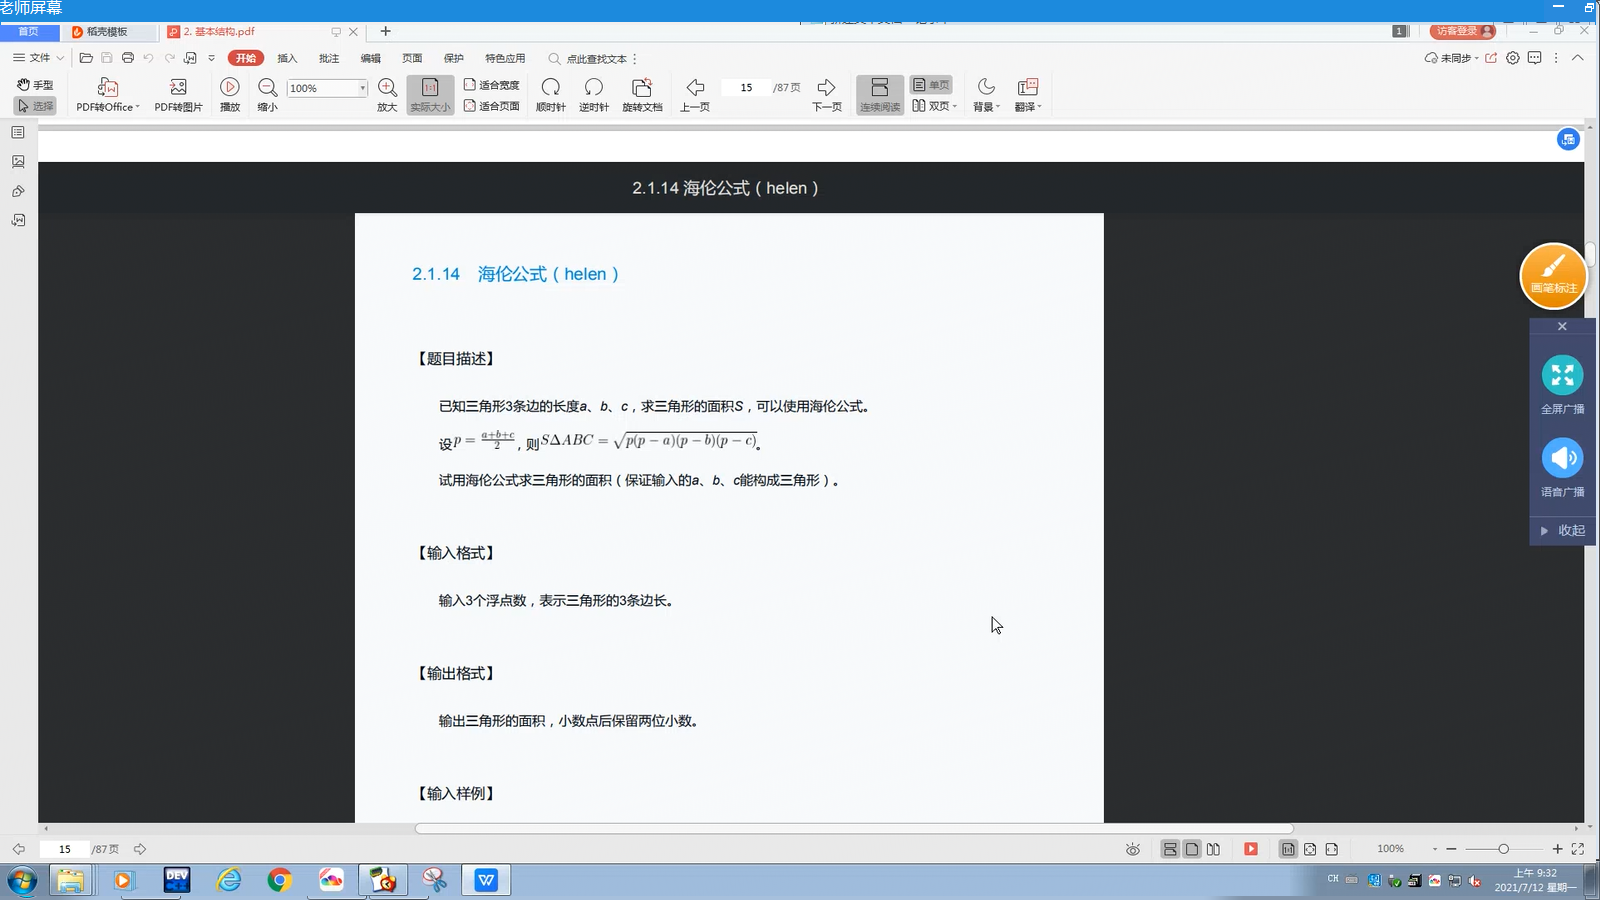 老师屏幕
首页
稻壳模板
2. 基本结构.pdf
1
访客登录
文件
开始
插入
批注
编辑
页面
保护
特色应用
点此查找文本
未同步
手型
选择
PDF转Office
PDF转图片
播放
缩小
100%
放大
实际大小
适合宽度
适合页面
顺时针
逆时针
旋转文档
上一页
15
/87页
下一页
连续阅读
单页
双页
背景
翻译
2.1.14 海伦公式（helen）
2.1.14 海伦公式（helen）
【题目描述】
已知三角形3条边的长度a、b、c，求三角形的面积S，可以使用海伦公式。
设p = \frac{a+b+c}{2}，则SΔABC = \sqrt{p(p − a)(p − b)(p − c)}。
试用海伦公式求三角形的面积（保证输入的a、b、c能构成三角形）。
【输入格式】
输入3个浮点数，表示三角形的3条边长。
【输出格式】
输出三角形的面积，小数点后保留两位小数。
【输入样例】
画笔标注
全屏广播
语音广播
收起
15
/87页
100%
DEV
CH
上午 9:32
2021/7/12 星期一